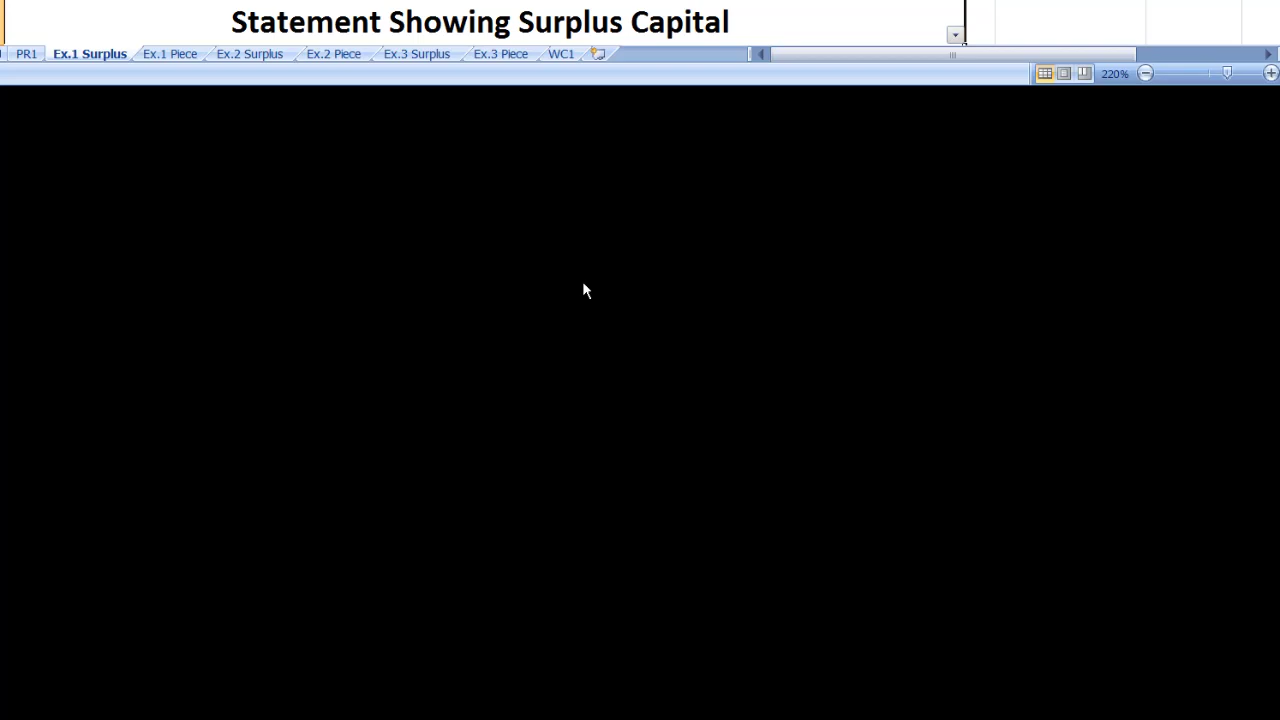 Statement Showing Surplus Capital
PR1 Ex.1 Surplus Ex.1 Piece Ex.2 Surplus Ex.2 Piece Ex.3 Surplus Ex.3 Piece WC1
220%